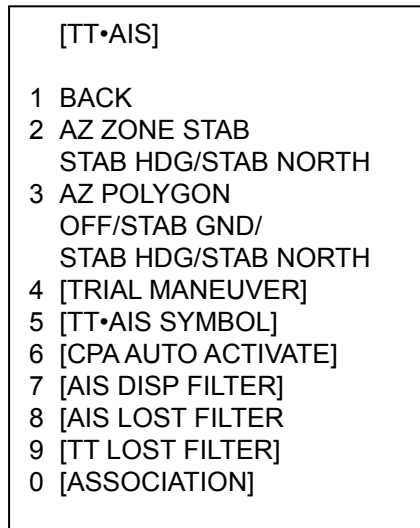 [TT•AIS]
1 BACK
2 AZ ZONE STAB
STAB HDG/STAB NORTH
3 AZ POLYGON
OFF/STAB GND/
STAB HDG/STAB NORTH
4 [TRIAL MANEUVER]
5 [TT•AIS SYMBOL]
6 [CPA AUTO ACTIVATE]
7 [AIS DISP FILTER]
8 [AIS LOST FILTER
9 [TT LOST FILTER]
0 [ASSOCIATION]